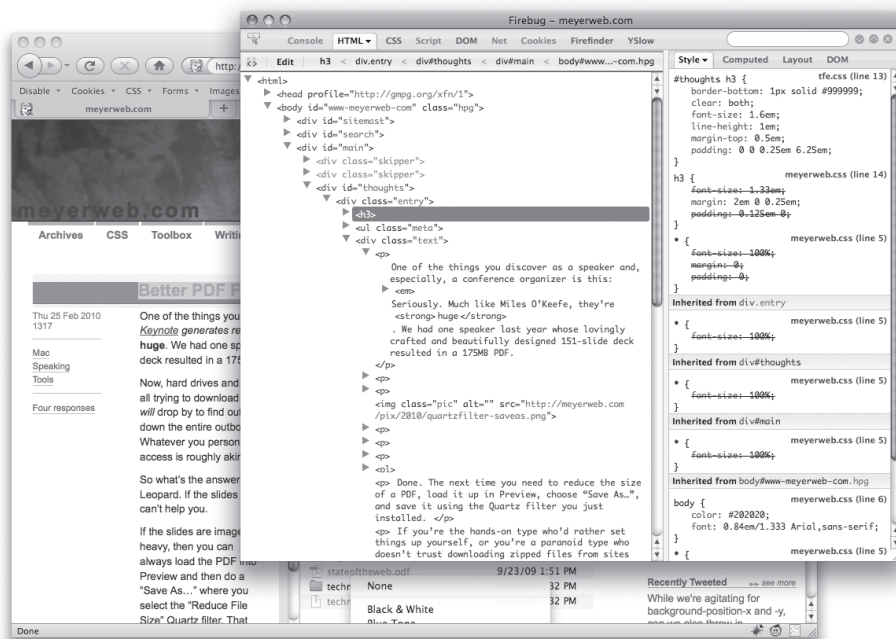 Firebug – meyerweb.com
Console HTML CSS Script DOM Net Cookies Firefinder YSlow
Edit h3 < div.entry < div#thoughts < div#main < body#www-...-com.hpg
<html>
<head profile="http://gmpg.org/xfn/1">
<body id="www-meyerweb-com" class="hpg">
<div id="sitemast">
<div id="search">
<div id="main">
<div class="skipper">
<div class="skipper">
<div id="thoughts">
<div class="entry">
<h3>
<ul class="meta">
<div class="text">
<p>
One of the things you discover as a speaker and,
especially, a conference organizer is this:
<em>
Seriously. Much like Miles O'Keefe, they're
<strong>huge</strong>
. We had one speaker last year whose lovingly
crafted and beautifully designed 151-slide deck
resulted in a 175MB PDF.
</p>
<p>
<p>
<img class="pic" alt="" src="http://meyerweb.com
/pix/2010/quartzfilter-saveas.png">
<p>
<p>
<p>
<ol>
<p> Done. The next time you need to reduce the size
of a PDF, load it up in Preview, choose “Save As…”,
and save it using the Quartz filter you just
installed. </p>
<p> If you're the hands-on type who'd rather set
things up yourself, or you're a paranoid type who
doesn't trust downloading zipped files from sites
Style Computed Layout DOM
#thoughts h3 { tfe.css (line 13)
border-bottom: 1px solid #999999;
clear: both;
font-size: 1.6em;
line-height: 1em;
margin-top: 0.5em;
padding: 0 0 0.25em 6.25em;
}
h3 { meyerweb.css (line 14)
font-size: 1.33em;
margin: 2em 0 0.25em;
padding: 0.125em 0;
}
* { meyerweb.css (line 5)
font-size: 100%;
margin: 0;
padding: 0;
}
Inherited from div.entry
* { meyerweb.css (line 5)
font-size: 100%;
}
Inherited from div#thoughts
* { meyerweb.css (line 5)
font-size: 100%;
}
Inherited from div#main
* { meyerweb.css (line 5)
font-size: 100%;
}
Inherited from body#www-meyerweb-com.hpg
body { meyerweb.css (line 6)
color: #202020;
font: 0.84em/1.333 Arial,sans-serif;
}
* { meyerweb.css (line 5)
http:/
Disable Cookies CSS Forms Images
meyerweb.com
meyerweb.com
Archives CSS Toolbox Writi
Better PDF F
Thu 25 Feb 2010
1317
Mac
Speaking
Tools
Four responses
One of the things you
Keynote generates re
huge. We had one sp
deck resulted in a 175
Now, hard drives and
all trying to download
will drop by to find ou
down the entire outbo
Whatever you person
access is roughly akin
So what's the answer
Leopard. If the slides
can't help you.
If the slides are image
heavy, then you can
always load the PDF into
Preview and then do a
“Save As…” where you
select the “Reduce File
Size” Quartz filter. That
stateoftheweb.odf 9/23/09 1:51 PM
techr 32 PM
techr 32 PM
None
Black & White
Blue Tone
Recently Tweeted see more
While we're agitating for
background-position-x and -y,
can we also throw in
Done